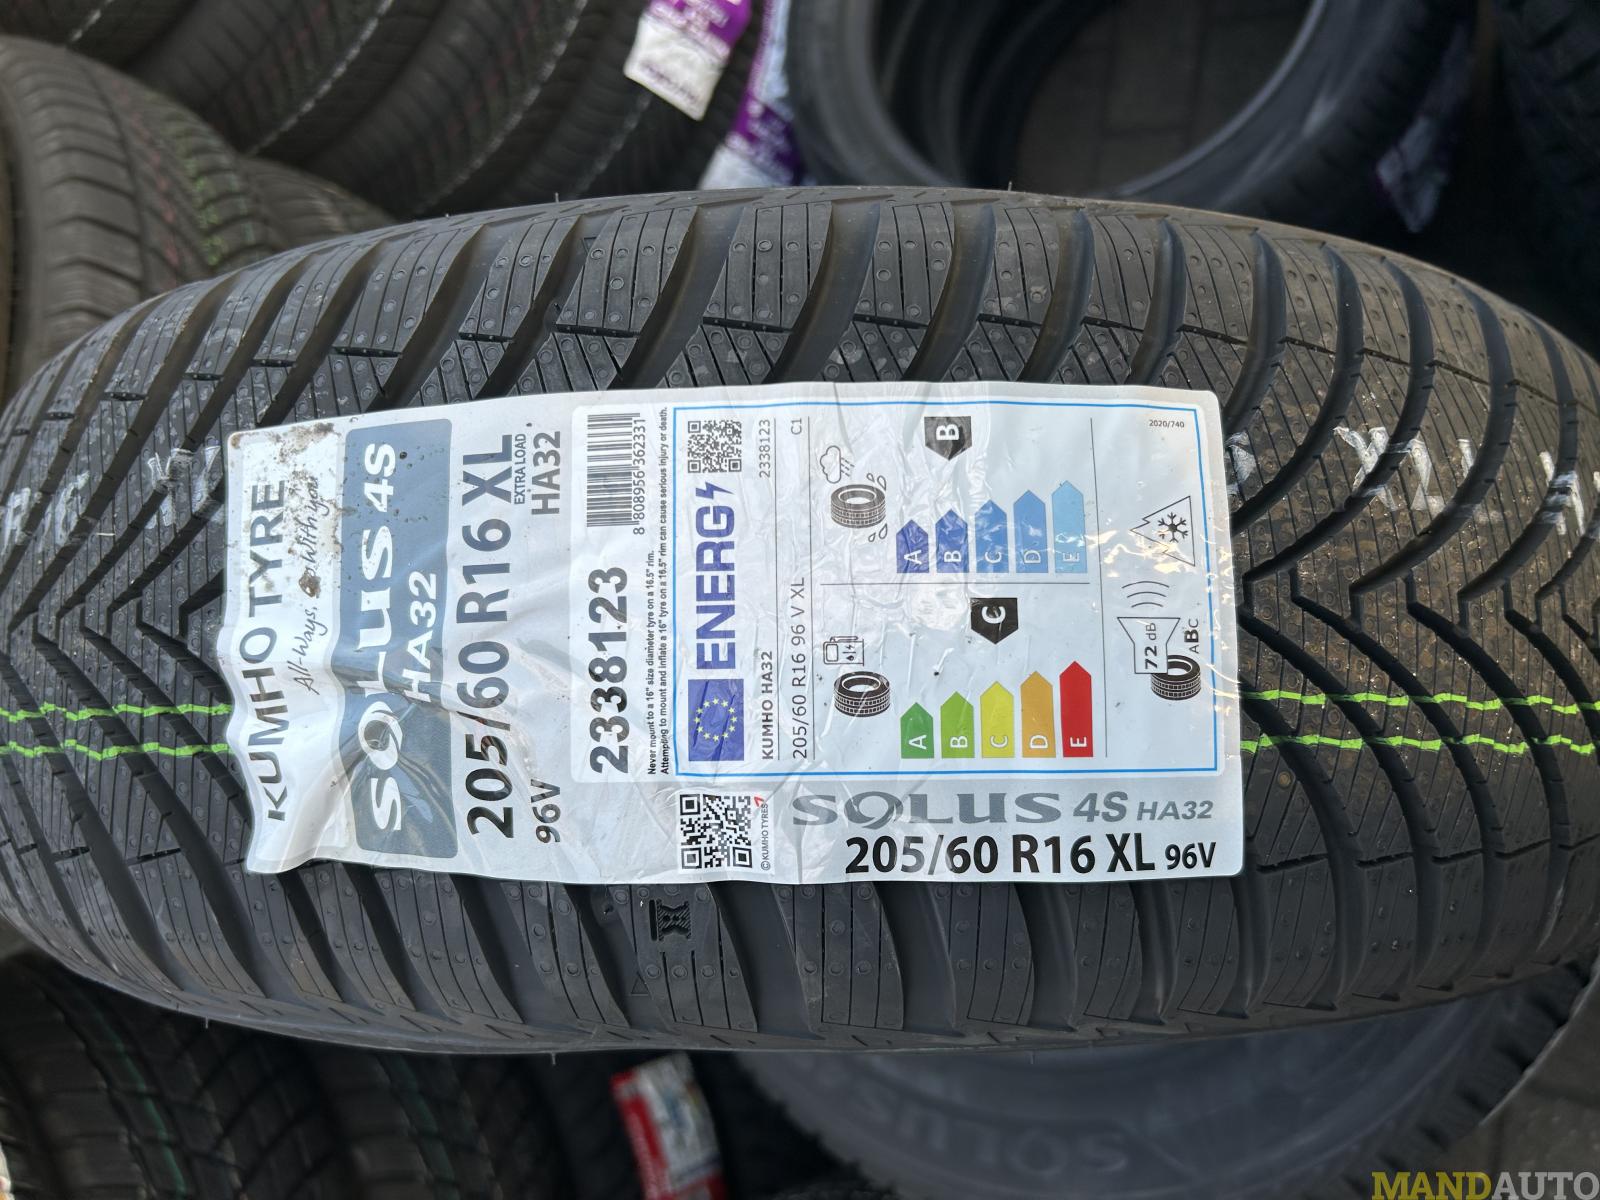 KUMHO TYRE
All-Ways, with you
SOLUS 4S
HA32
205/60 R16 XL
EXTRA LOAD
96V
HA32
2338123
8 808956 362331
Never mount to a 16" size diameter tyre on a 16.5" rim.
Attempting to mount and inflate a 16" tyre on a 16.5" rim can cause serious injury or death.
ENERG
KUMHO HA32
2338123
205/60 R16 96 V XL
C1
B
A
B
C
D
E
C
A
B
C
D
E
2020/740
72 dB
ABC
© KUMHOTYRES
SOLUS 4S HA32
205/60 R16 XL 96V
SOLUS
MANDAUTO